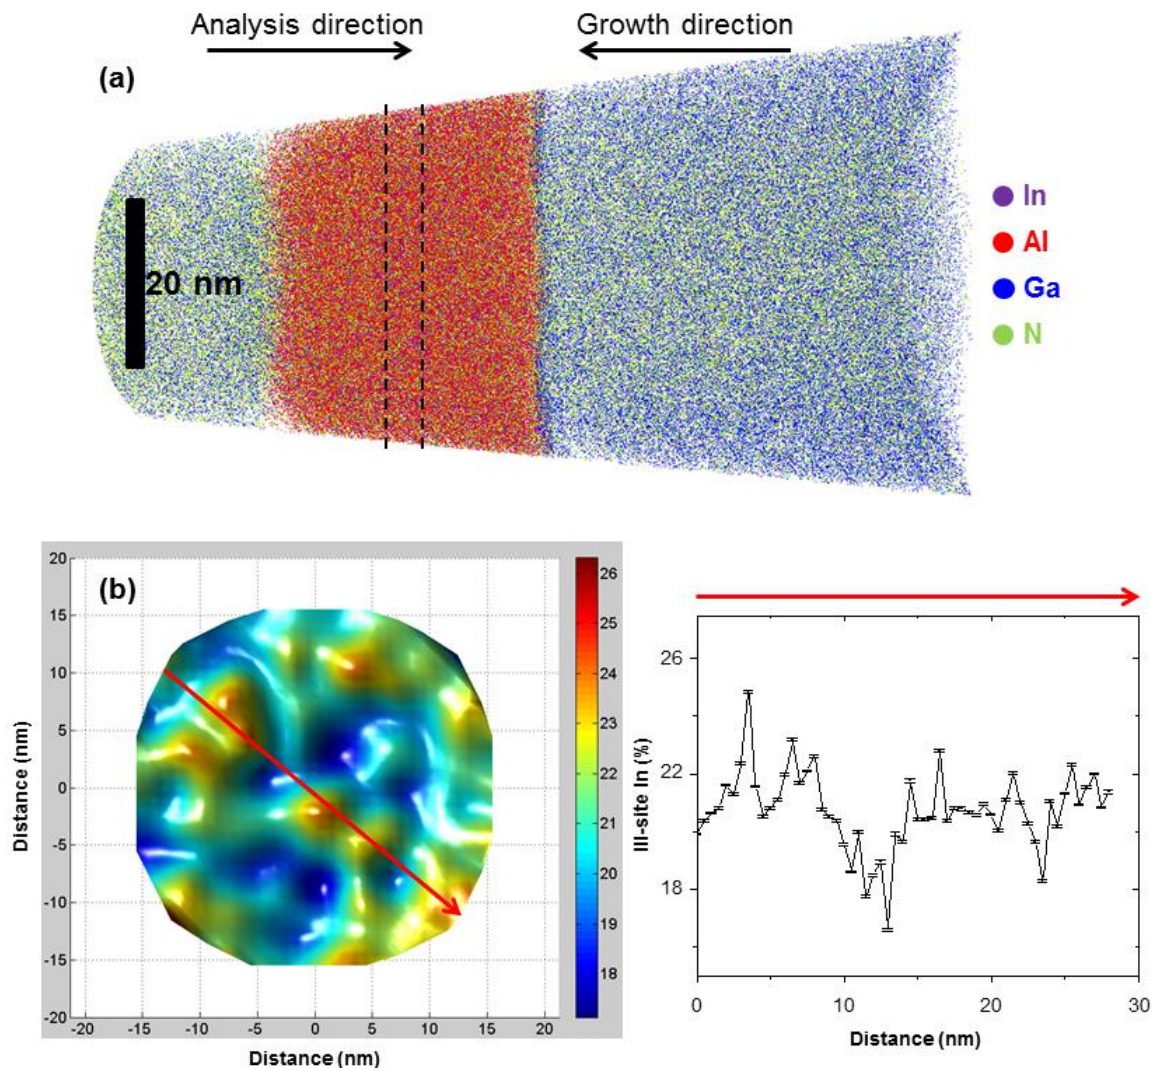 Analysis direction
Growth direction
(a)
In
Al
Ga
N
20 nm
(b)
20
15
10
5
0
-5
-10
-15
-20
-20
-15
-10
-5
0
5
10
15
20
Distance (nm)
Distance (nm)
26
25
24
23
22
21
20
19
18
III-site In (%)
26
22
18
0
10
20
30
Distance (nm)